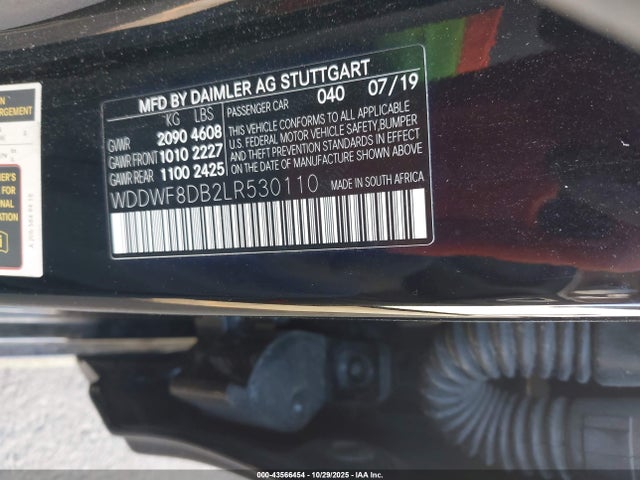 MFD BY DAIMLER AG STUTTGART
KG LBS PASSENGER CAR 040 07/19
GVWR 2090 4608
GAWR FRONT 1010 2227
GAWR REAR 1100 2425
THIS VEHICLE CONFORMS TO ALL APPLICABLE
U.S. FEDERAL MOTOR VEHICLE SAFETY, BUMPER
AND THEFT PREVENTION STANDARDS IN EFFECT ON THE
DATE OF MANUFACTURE SHOWN ABOVE.
WDDWF8DB2LR530110 MADE IN SOUTH AFRICA
000-43566454 | 10/29/2025 - IAA Inc.